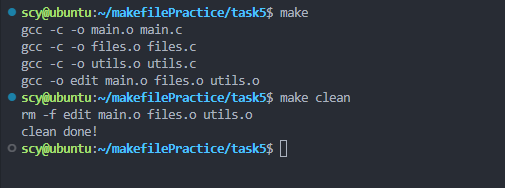 scy@ubuntu:~/makefilePractice/task5$ make
gcc -c -o main.o main.c
gcc -c -o files.o files.c
gcc -c -o utils.o utils.c
gcc -o edit main.o files.o utils.o
scy@ubuntu:~/makefilePractice/task5$ make clean
rm -f edit main.o files.o utils.o
clean done!
scy@ubuntu:~/makefilePractice/task5$